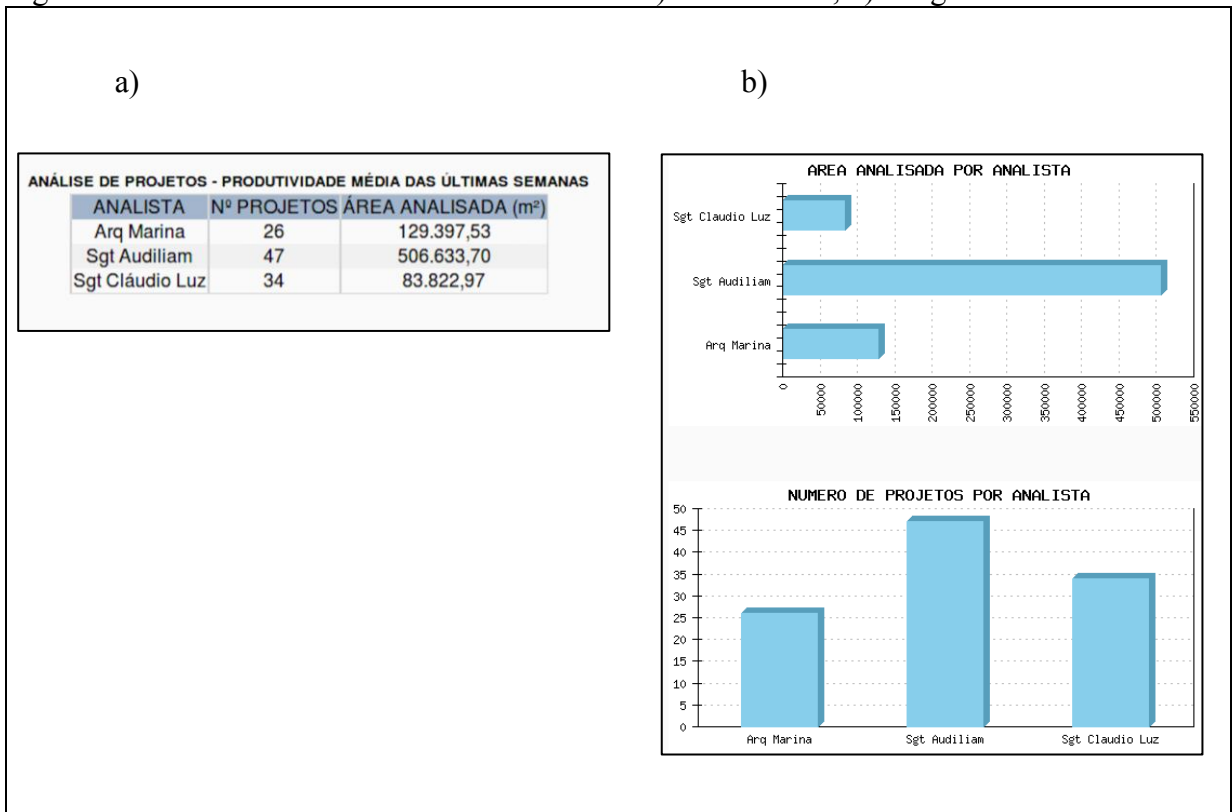 a)
b)
ANÁLISE DE PROJETOS - PRODUTIVIDADE MÉDIA DAS ÚLTIMAS SEMANAS
ANALISTA Nº PROJETOS ÁREA ANALISADA (m²)
Arq Marina 26 129.397,53
Sgt Audiliam 47 506.633,70
Sgt Cláudio Luz 34 83.822,97
AREA ANALISADA POR ANALISTA
Sgt Claudio Luz
Sgt Audiliam
Arq Marina
0 50000 100000 150000 200000 250000 300000 350000 400000 450000 500000 550000
NUMERO DE PROJETOS POR ANALISTA
50
45
40
35
30
25
20
15
10
5
0
Arq Marina Sgt Audiliam Sgt Claudio Luz